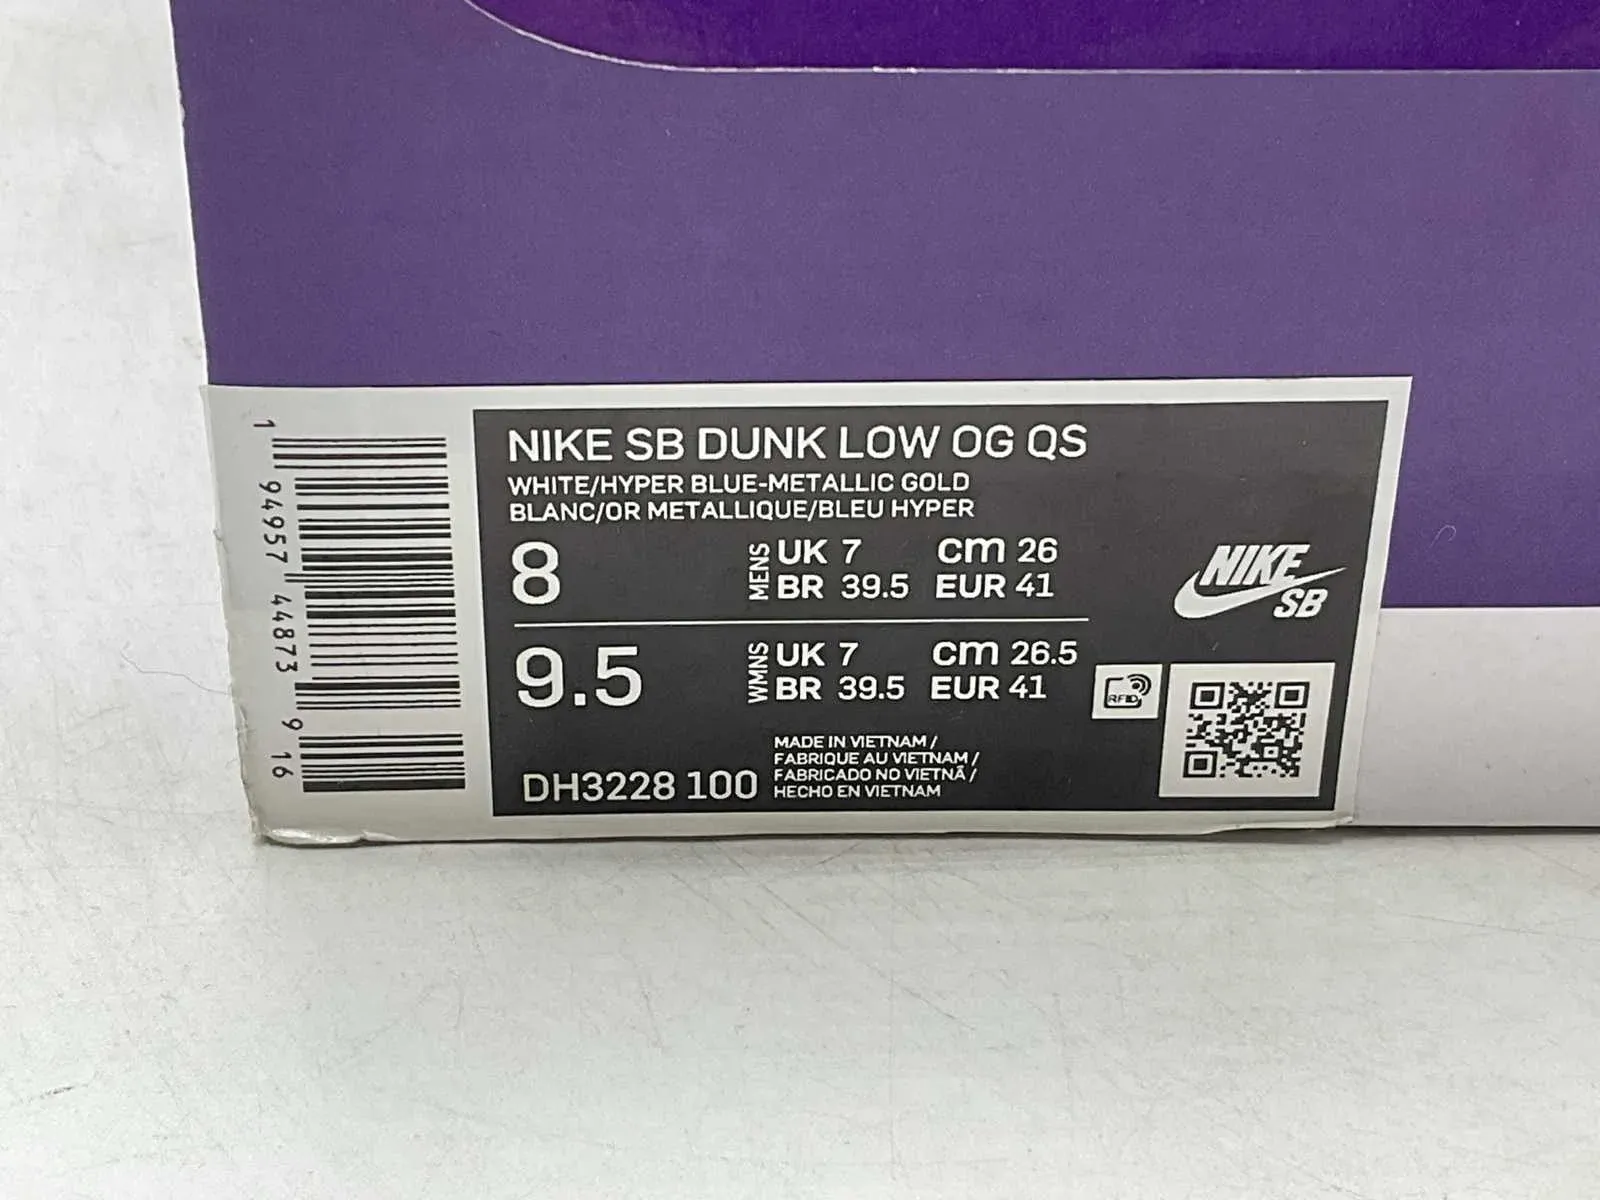 NIKE SB DUNK LOW OG QS
WHITE/HYPER BLUE-METALLIC GOLD
BLANC/OR METALLIQUE/BLEU HYPER
8
MENS
UK 7 cm 26
BR 39.5 EUR 41
9.5
WMNS
UK 7 cm 26.5
BR 39.5 EUR 41
DH3228 100
MADE IN VIETNAM /
FABRIQUE AU VIETNAM /
FABRICADO NO VIETNÃ /
HECHO EN VIETNAM
NIKE
SB
RFID
1 94957 44873 9 16